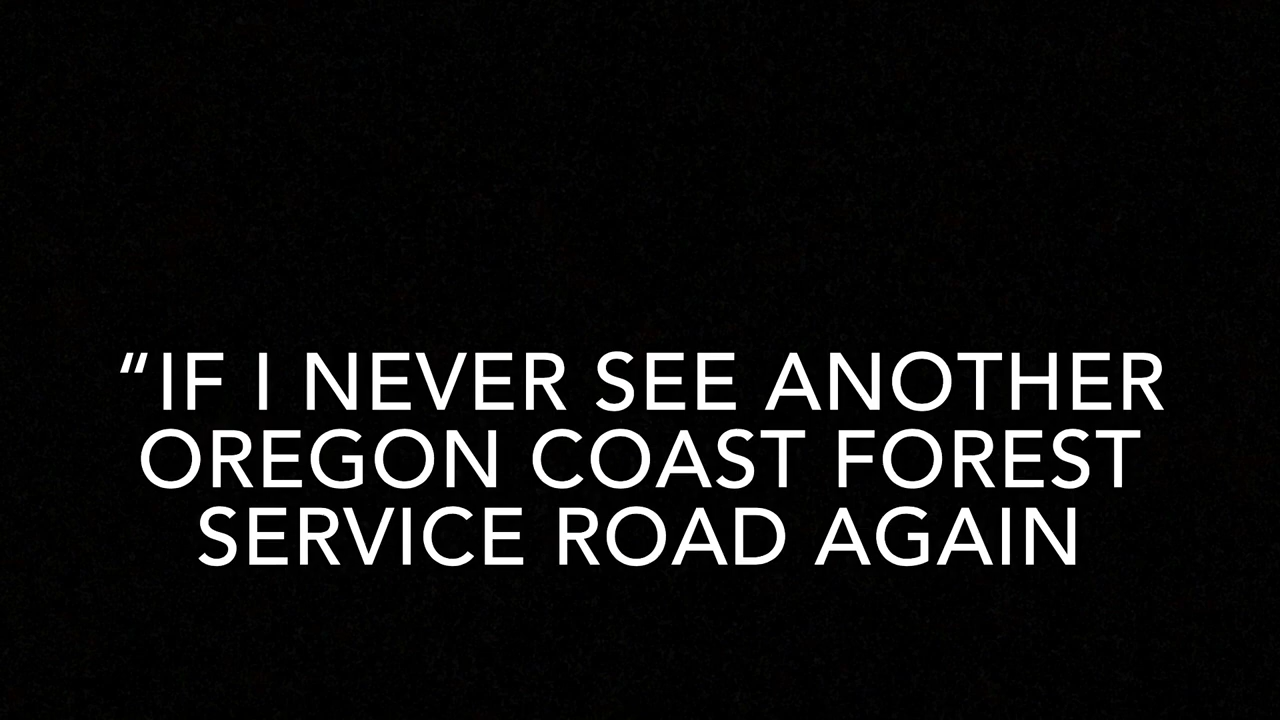 “IF I NEVER SEE ANOTHER
OREGON COAST FOREST
SERVICE ROAD AGAIN